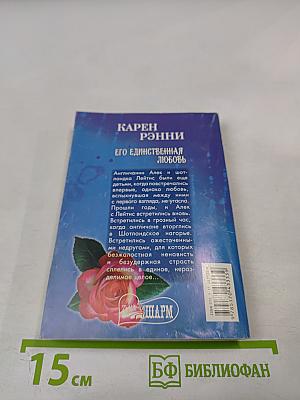 КАРЕН
РЭННИ
ЕГО ЕДИНСТВЕННАЯ
ЛЮБОВЬ
Англичанин Алек и шот-
ландка Лейтис были еще
детьми, когда повстречались
впервые, однако любовь,
вспыхнувшая между ними
с первого взгляда, не угасла.
Прошли годы, и Алек
с Лейтис встретились вновь.
Встретились в грозный час,
когда англичане вторглись
в Шотландское нагорье.
Встретились ожесточенны-
ми недругами, для которых
безжалостная ненависть
и безудержная страсть
сплелись в единое, нераз-
делимое целое...
ШАРМ
15 см
БФ БИБЛИОФАН